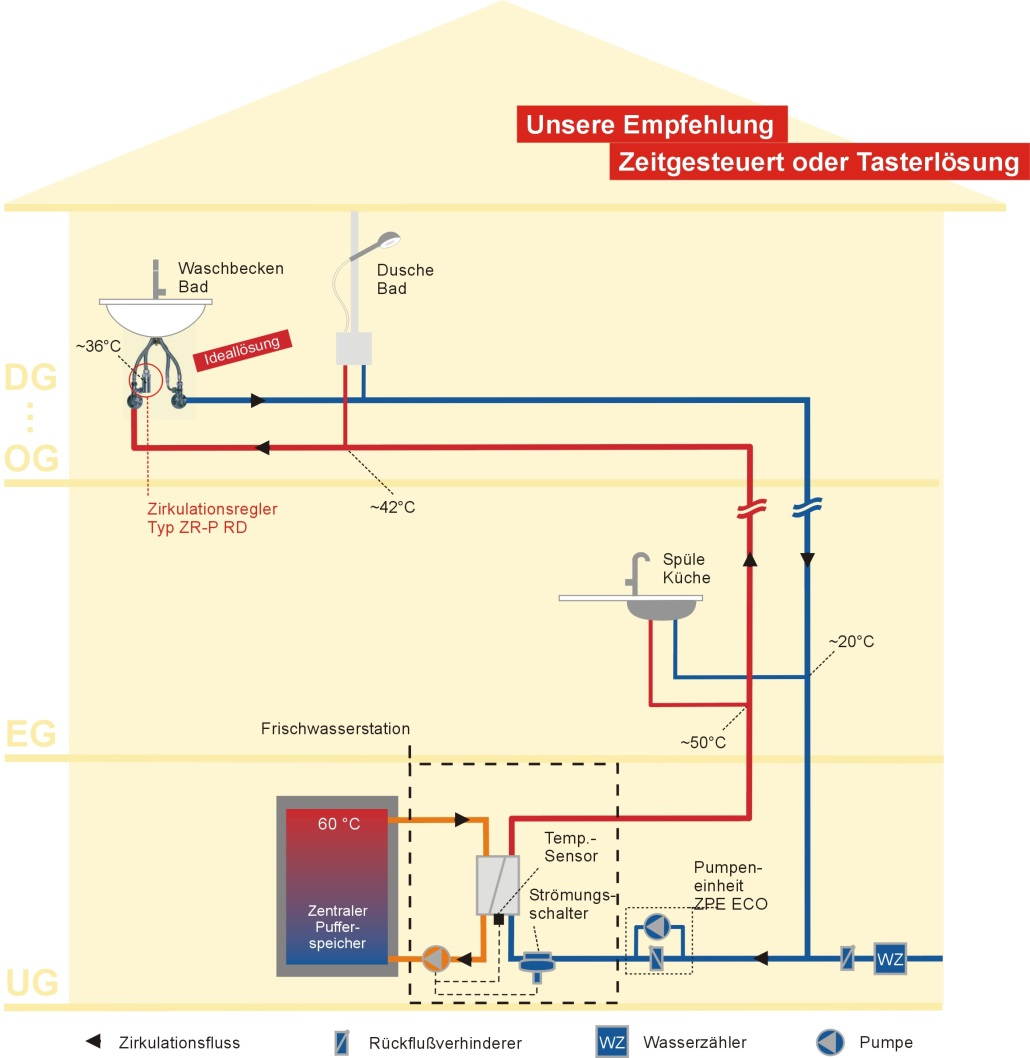 Unsere Empfehlung
Zeitgesteuert oder Tasterlösung
Waschbecken
Bad
Dusche
Bad
~36°C
Ideallösung
DG
⋮
OG
Zirkulationsregler
Typ ZR-P RD
~42°C
Spüle
Küche
~20°C
~50°C
EG
Frischwasserstation
60 °C
Zentraler
Puffer-
speicher
Temp.-
Sensor
Strömungs-
schalter
Pumpen-
einheit
ZPE ECO
WZ
UG
Zirkulationsfluss
Rückflußverhinderer
WZ
Wasserzähler
Pumpe